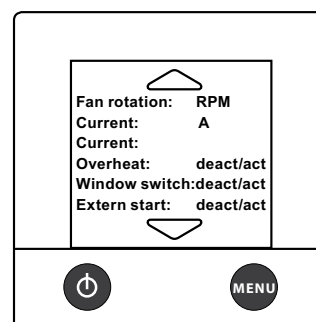 Fan rotation: RPM
Current: A
Current:
Overheat: deact/act
Window switch:deact/act
Extern start: deact/act
MENU